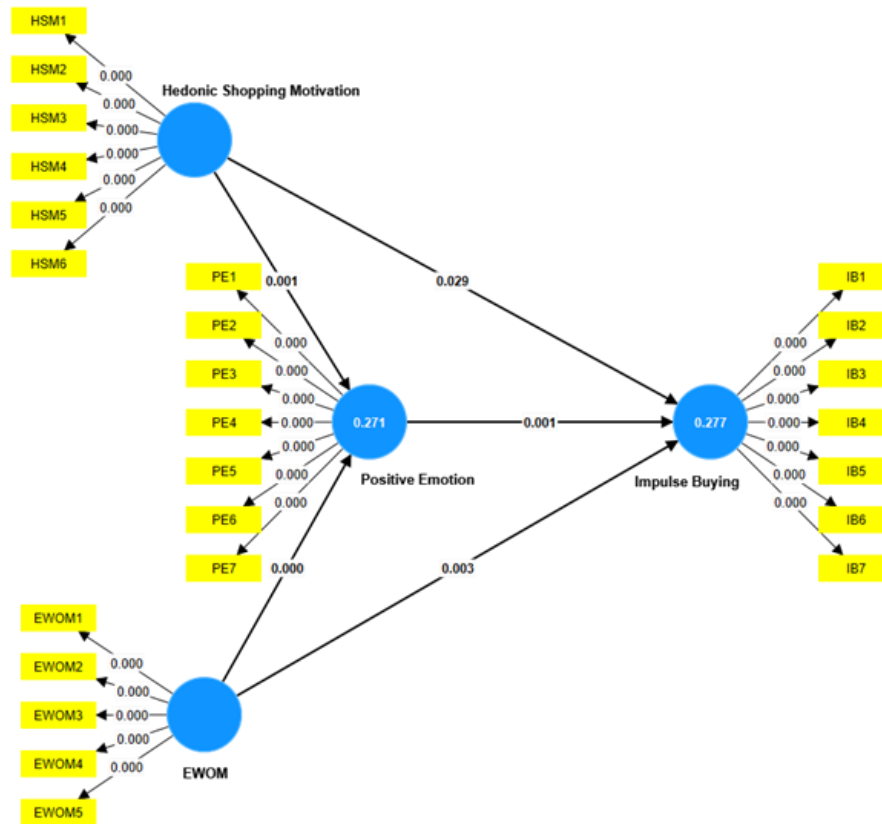 HSM1
0.000
HSM2
0.000
Hedonic Shopping Motivation
HSM3
0.000
HSM4
0.000
HSM5
0.000
0.000
HSM6
PE1
0.001
0.029
IB1
PE2
0.000
0.000
IB2
PE3
0.000
0.000
IB3
0.000
0.000
PE4
0.000
0.271
0.001
0.277
0.000
IB4
PE5
0.000
0.000
IB5
Positive Emotion
Impulse Buying
0.000
0.000
PE6
0.000
0.000
IB6
PE7
0.000
0.003
IB7
EWOM1
0.000
EWOM2
0.000
EWOM3
0.000
EWOM4
0.000
0.000
EWOM
EWOM5